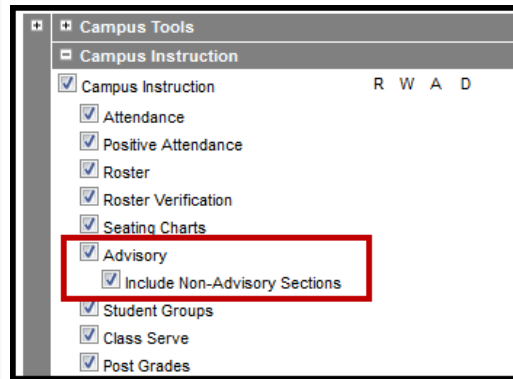 Campus Tools
Campus Instruction
Campus Instruction R W A D
Attendance
Positive Attendance
Roster
Roster Verification
Seating Charts
Advisory
Include Non-Advisory Sections
Student Groups
Class Serve
Post Grades